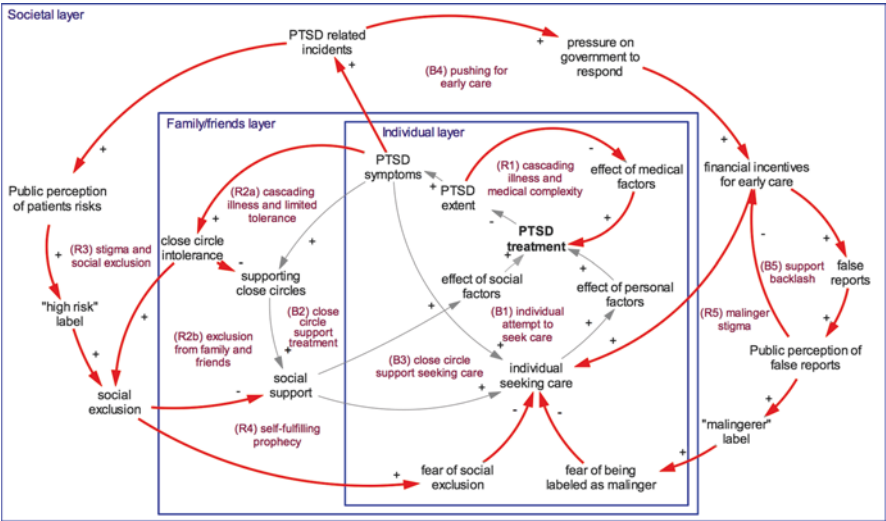 Societal layer
PTSD related
incidents
+
pressure on
government to
respond
(B4) pushing for
early care
+
+
+
Family/friends layer
Individual layer
PTSD
symptoms
(R1) cascading
illness and
medical complexity
-
effect of medical
factors
financial incentives
for early care
Public perception
of patients risks
(R2a) cascading
illness and limited
tolerance
+
PTSD
extent
+
-
PTSD
treatment
+
close circle
intolerance
+
(R3) stigma and
social exclusion
-
supporting
close circles
+
effect of social
factors
+
+
effect of personal
factors
-
(B5) support
backlash
+
false
reports
"high risk"
label
+
(R2b) exclusion
from family and
friends
(B2) close
circle
support
treatment
+
+
(B1) individual
attempt to
seek care
+
+
(R5) malinger
stigma
+
Public perception of
false reports
+
(B3) close circle
support seeking care
+
individual
seeking care
+
social
support
-
social
exclusion
-
-
+
"malingerer"
label
(R4) self-fulfilling
prophecy
+
fear of social
exclusion
fear of being
labeled as malinger
+